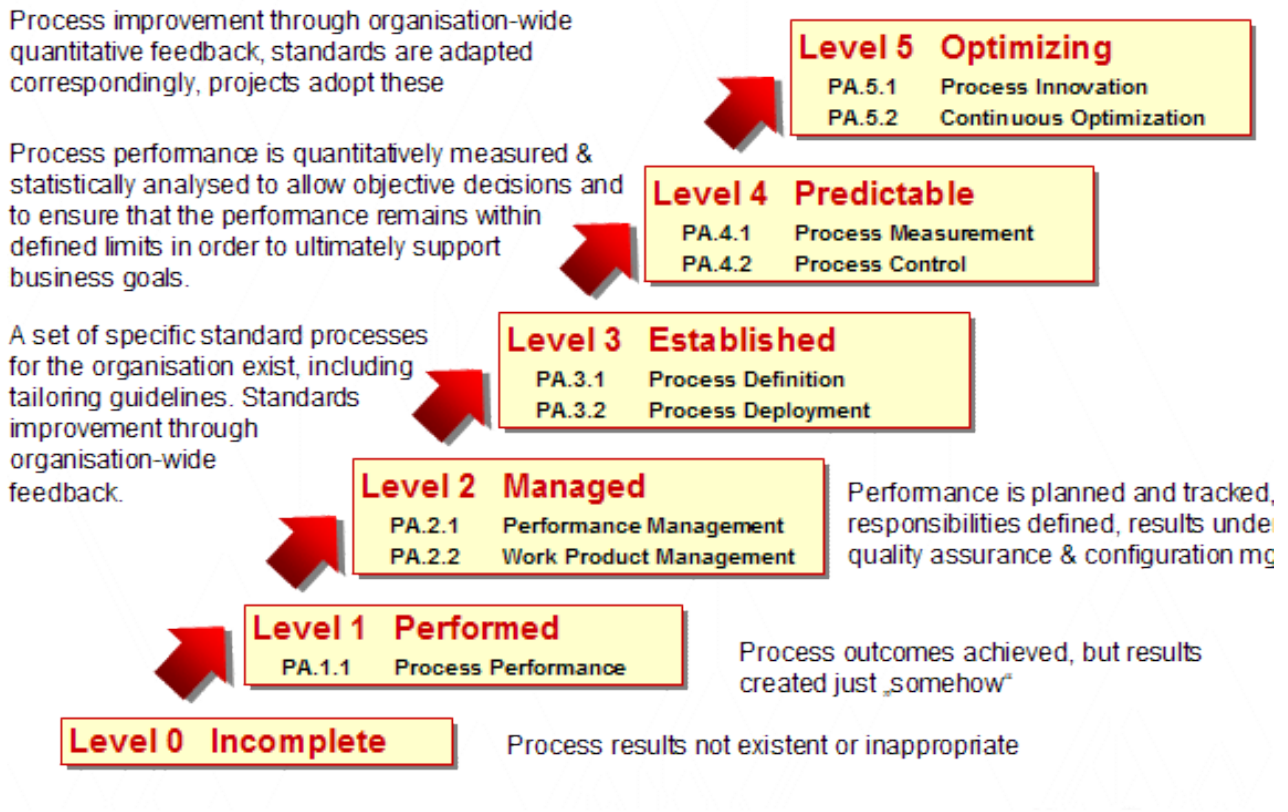 Process improvement through organisation-wide
quantitative feedback, standards are adapted
correspondingly, projects adopt these
Level 5 Optimizing
PA.5.1 Process Innovation
PA.5.2 Continuous Optimization
Process performance is quantitatively measured &
statistically analysed to allow objective decisions and
to ensure that the performance remains within
defined limits in order to ultimately support
business goals.
Level 4 Predictable
PA.4.1 Process Measurement
PA.4.2 Process Control
A set of specific standard processes
for the organisation exist, including
tailoring guidelines. Standards
improvement through
organisation-wide
feedback.
Level 3 Established
PA.3.1 Process Definition
PA.3.2 Process Deployment
Level 2 Managed
PA.2.1 Performance Management
PA.2.2 Work Product Management
Performance is planned and tracked,
responsibilities defined, results under
quality assurance & configuration
Level 1 Performed
PA.1.1 Process Performance
Process outcomes achieved, but results
created just „somehow“
Level 0 Incomplete
Process results not existent or inappropriate